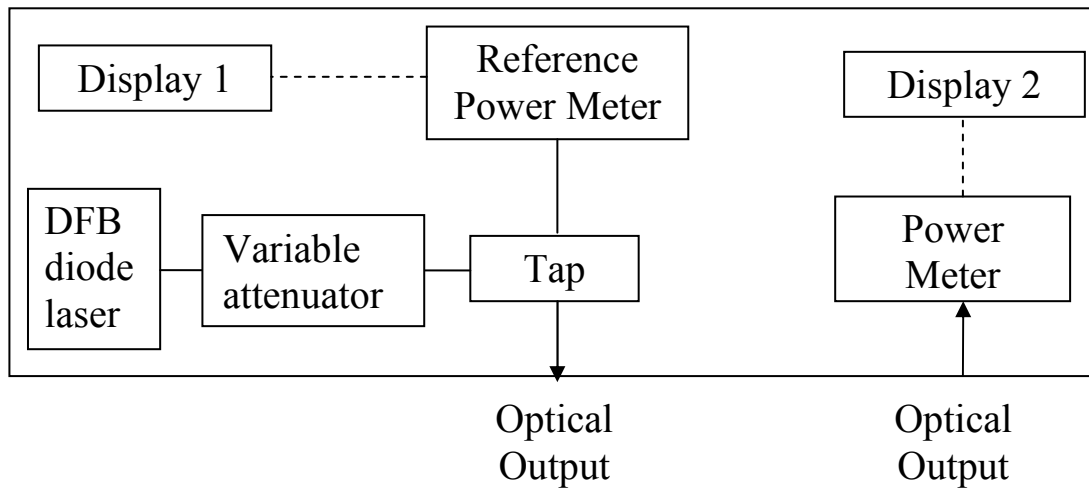 Display 1
Reference
Power Meter
Display 2
DFB
diode
laser
Variable
attenuator
Tap
Power
Meter
Optical
Output
Optical
Output